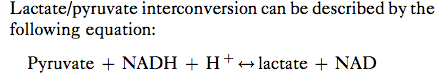 Lactate/pyruvate interconversion can be described by the
following equation:
Pyruvate + NADH + H⁺ ↔ lactate + NAD